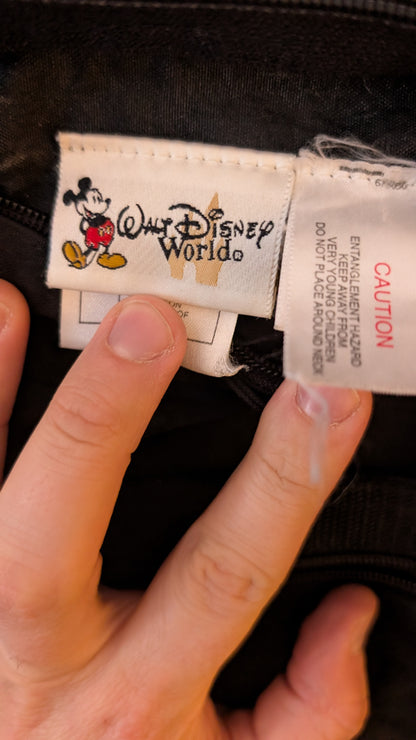 Walt Disney
World
CAUTION
ENTANGLEMENT HAZARD
KEEP AWAY FROM
VERY YOUNG CHILDREN
DO NOT PLACE AROUND NECK